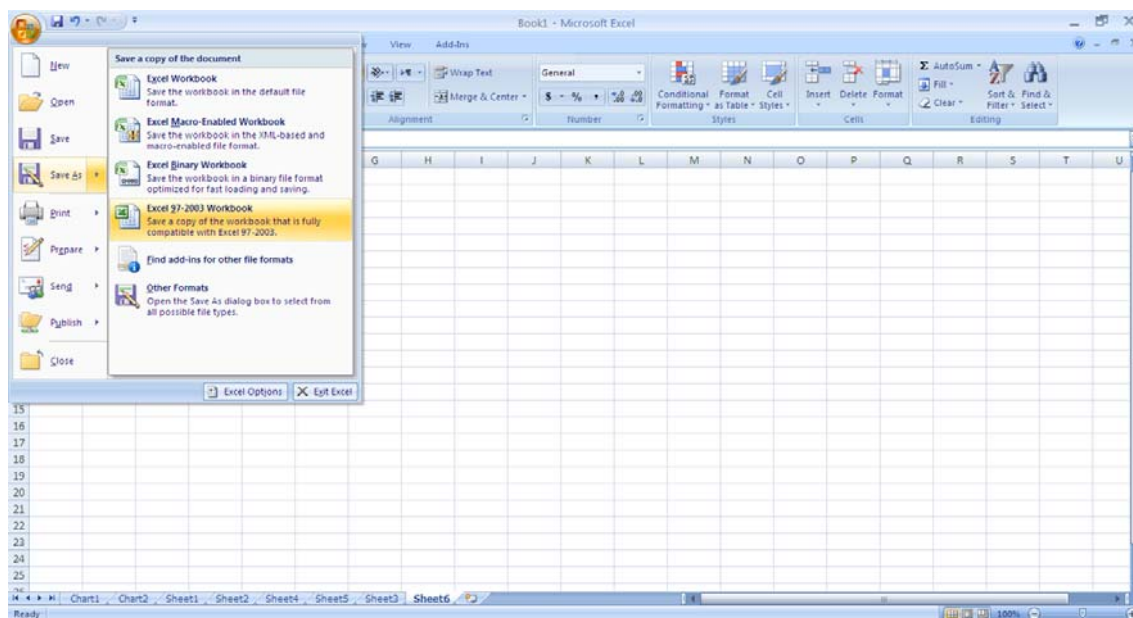 Book1 - Microsoft Excel
View Add-Ins
New
Open
Save
Save As
Print
Prepare
Send
Publish
Close
Save a copy of the document
Excel Workbook
Save the workbook in the default file
format.
Excel Macro-Enabled Workbook
Save the workbook in the XML-based and
macro-enabled file format.
Excel Binary Workbook
Save the workbook in a binary file format
optimized for fast loading and saving.
Excel 97-2003 Workbook
Save a copy of the workbook that is fully
compatible with Excel 97-2003.
Find add-ins for other file formats
Other Formats
Open the Save As dialog box to select from
all possible file types.
Excel Options Exit Excel
Wrap Text
Merge & Center
Alignment
General
$ % ,
Number
Conditional Formatting
Format as Table
Cell Styles
Styles
Insert Delete Format
Cells
Σ AutoSum
Fill
Clear
Sort & Filter
Find & Select
Editing
G H I J K L M N O P Q R S T U
15
16
17
18
19
20
21
22
23
24
25
Chart1 Chart2 Sheet1 Sheet2 Sheet4 Sheet5 Sheet3 Sheet6
Ready 100%